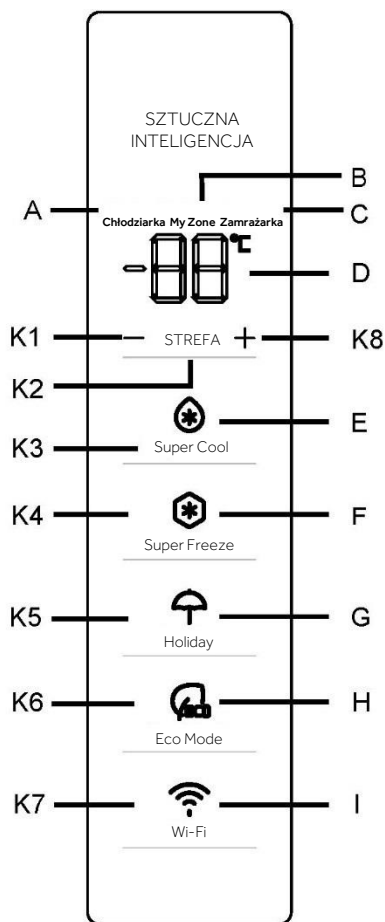 SZTUCZNA
INTELIGENCJA
B
A
C
Chłodziarka My Zone Zamrażarka
-88°C
D
K1
- STREFA +
K8
K2
E
K3
Super Cool
K4
F
Super Freeze
K5
G
Holiday
K6
eco
H
Eco Mode
K7
I
Wi-Fi